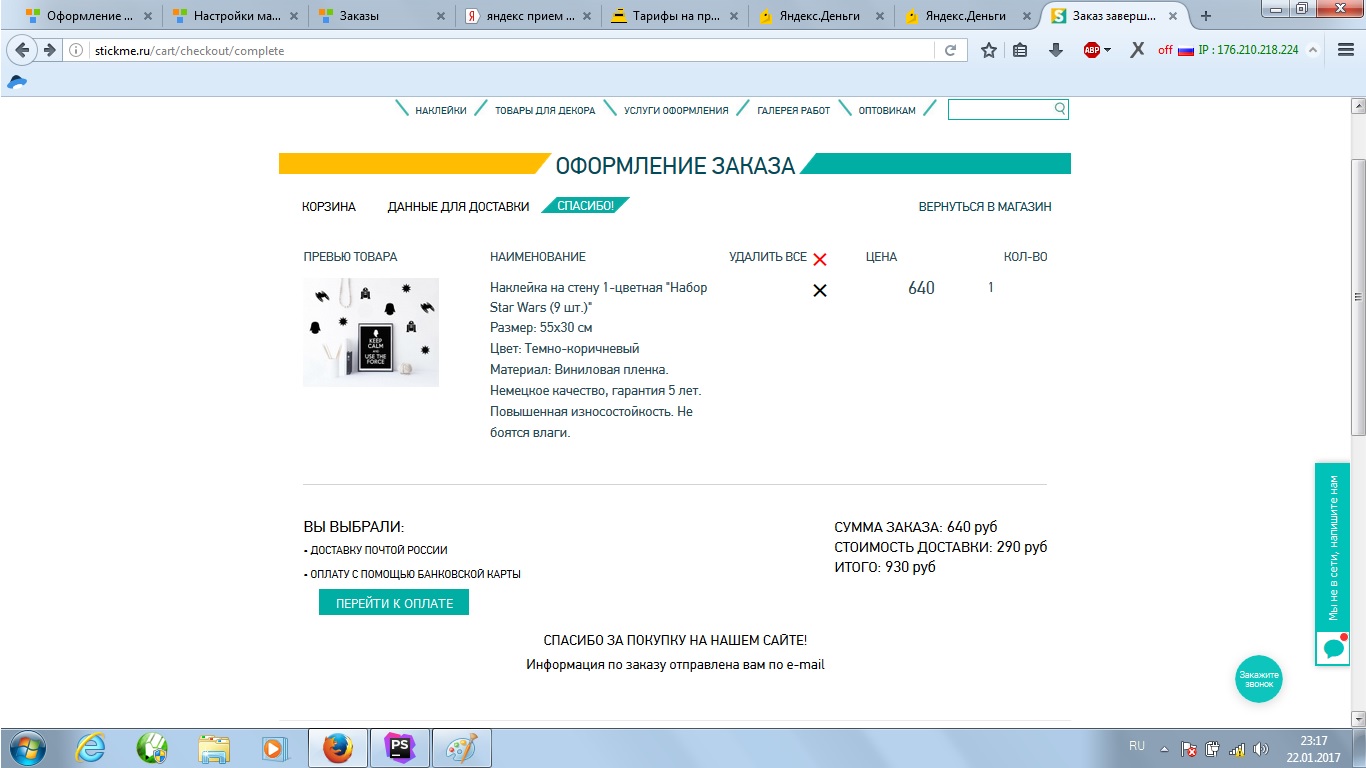 Оформление ...
Настройки ма...
Заказы
яндекс прием ...
Тарифы на пр...
Яндекс.Деньги
Яндекс.Деньги
Заказ заверш...
stickme.ru/cart/checkout/complete
ABP
off IP : 176.210.218.224
НАКЛЕЙКИ
ТОВАРЫ ДЛЯ ДЕКОРА
УСЛУГИ ОФОРМЛЕНИЯ
ГАЛЕРЕЯ РАБОТ
ОПТОВИКАМ
ОФОРМЛЕНИЕ ЗАКАЗА
КОРЗИНА
ДАННЫЕ ДЛЯ ДОСТАВКИ
СПАСИБО!
ВЕРНУТЬСЯ В МАГАЗИН
ПРЕВЬЮ ТОВАРА
НАИМЕНОВАНИЕ
УДАЛИТЬ ВСЕ
ЦЕНА
КОЛ-ВО
KEEP
CALM
AND
USE THE
FORCE
Наклейка на стену 1-цветная "Набор
Star Wars (9 шт.)"
Размер: 55x30 см
Цвет: Темно-коричневый
Материал: Виниловая пленка.
Немецкое качество, гарантия 5 лет.
Повышенная износостойкость. Не
боятся влаги.
640
1
ВЫ ВЫБРАЛИ:
• ДОСТАВКУ ПОЧТОЙ РОССИИ
• ОПЛАТУ С ПОМОЩЬЮ БАНКОВСКОЙ КАРТЫ
ПЕРЕЙТИ К ОПЛАТЕ
СУММА ЗАКАЗА: 640 руб
СТОИМОСТЬ ДОСТАВКИ: 290 руб
ИТОГО: 930 руб
СПАСИБО ЗА ПОКУПКУ НА НАШЕМ САЙТЕ!
Информация по заказу отправлена вам по e-mail
Мы не в сети, напишите нам
Закажите
звонок
PS
RU
23:17
22.01.2017